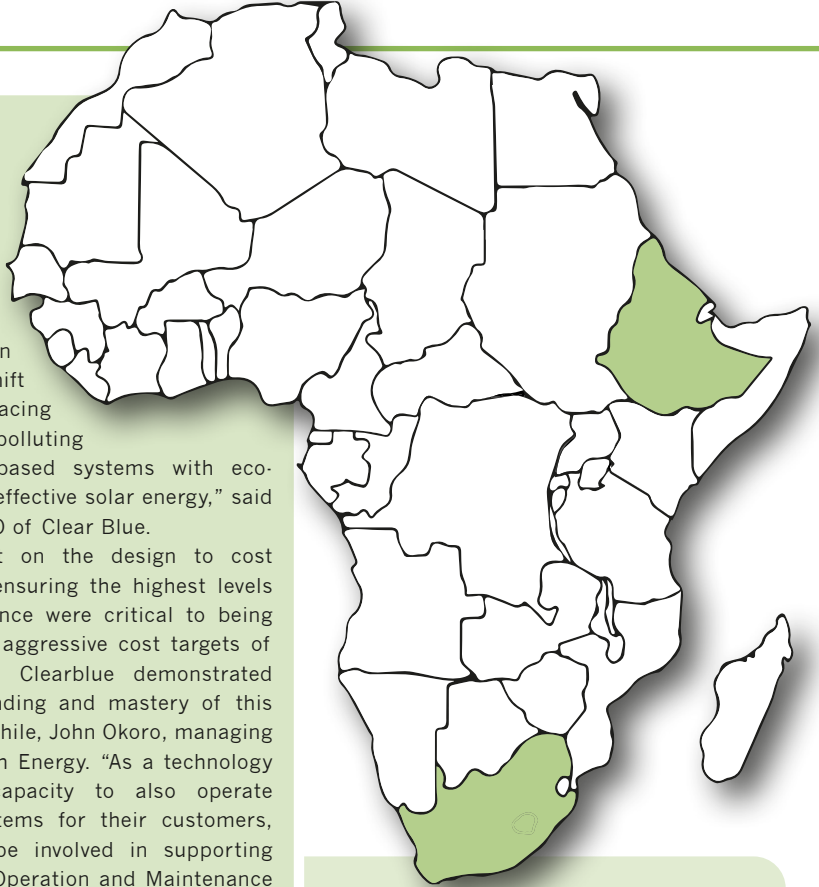 n
hift
acing
polluting
based systems with eco-
effective solar energy,” said
O of Clear Blue.
t on the design to cost
ensuring the highest levels
nce were critical to being
aggressive cost targets of
Clearblue demonstrated
nding and mastery of this
hile, John Okoro, managing
n Energy. “As a technology
capacity to also operate
tems for their customers,
be involved in supporting
Operation and Maintenance